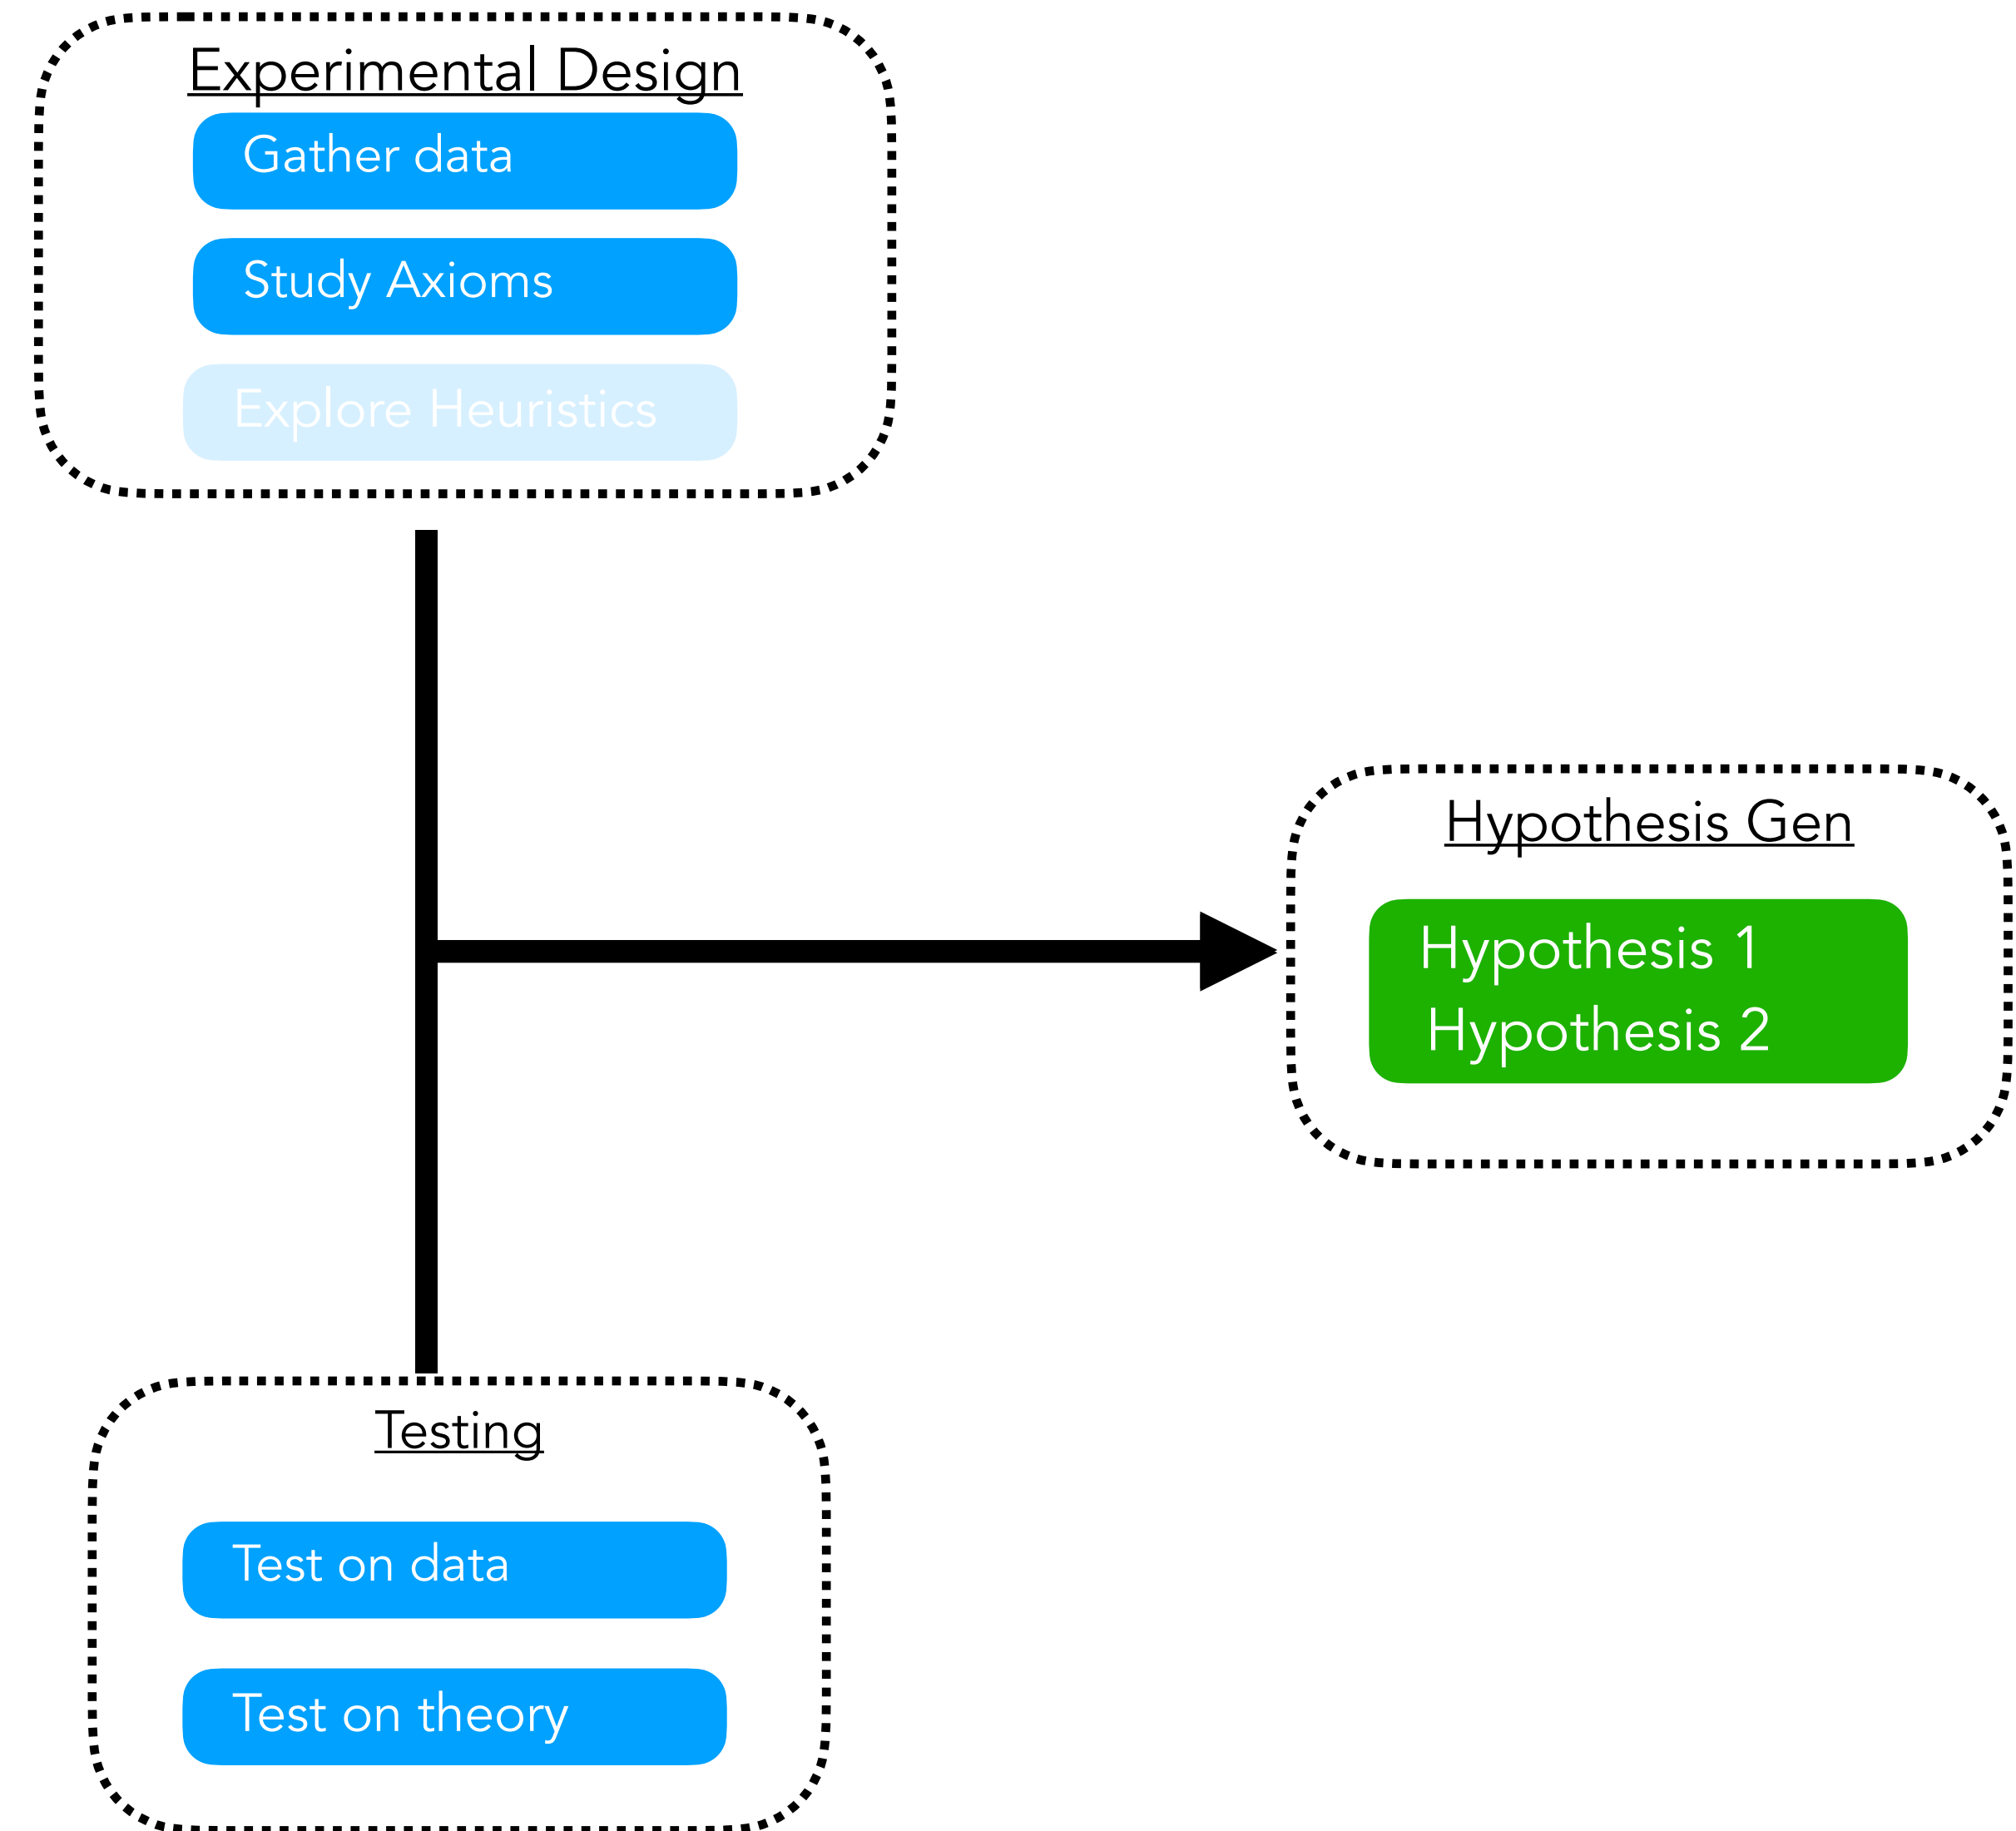 Experimental Design
Gather data
Study Axioms
Explore Heuristics
Hypothesis Gen
Hypothesis 1
Hypothesis 2
Testing
Test on data
Test on theory